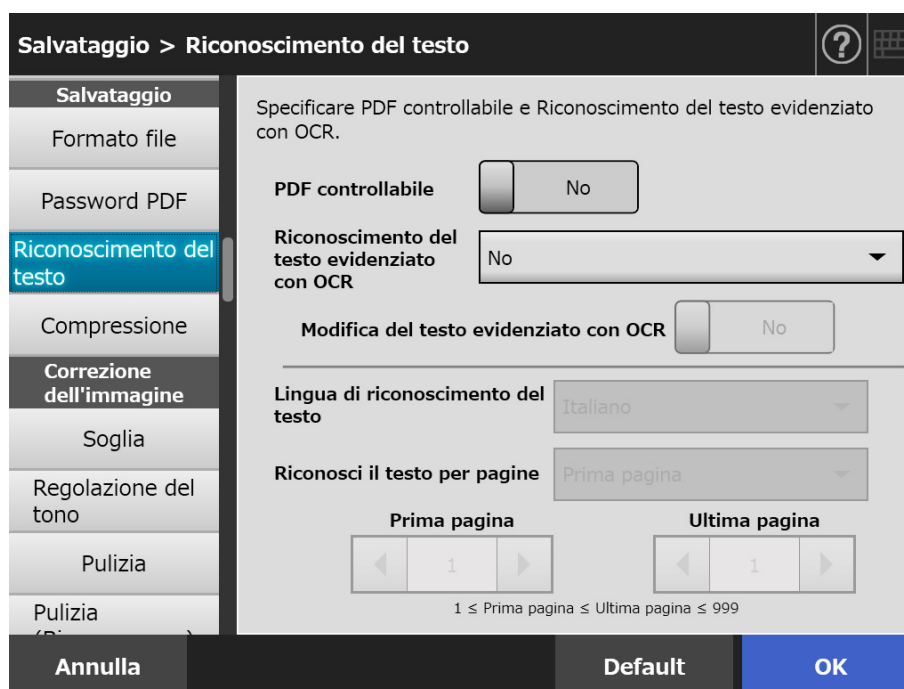 Salvataggio > Riconoscimento del testo
?
Salvataggio
Formato file
Password PDF
Riconoscimento del
testo
Compressione
Correzione
dell'immagine
Soglia
Regolazione del
tono
Pulizia
Pulizia
Specificare PDF controllabile e Riconoscimento del testo evidenziato
con OCR.
PDF controllabile
No
Riconoscimento del
testo evidenziato
con OCR
No
Modifica del testo evidenziato con OCR
No
Lingua di riconoscimento del
testo
Italiano
Riconosci il testo per pagine
Prima pagina
Prima pagina
Ultima pagina
1
1
1 ≤ Prima pagina ≤ Ultima pagina ≤ 999
Annulla
Default
OK